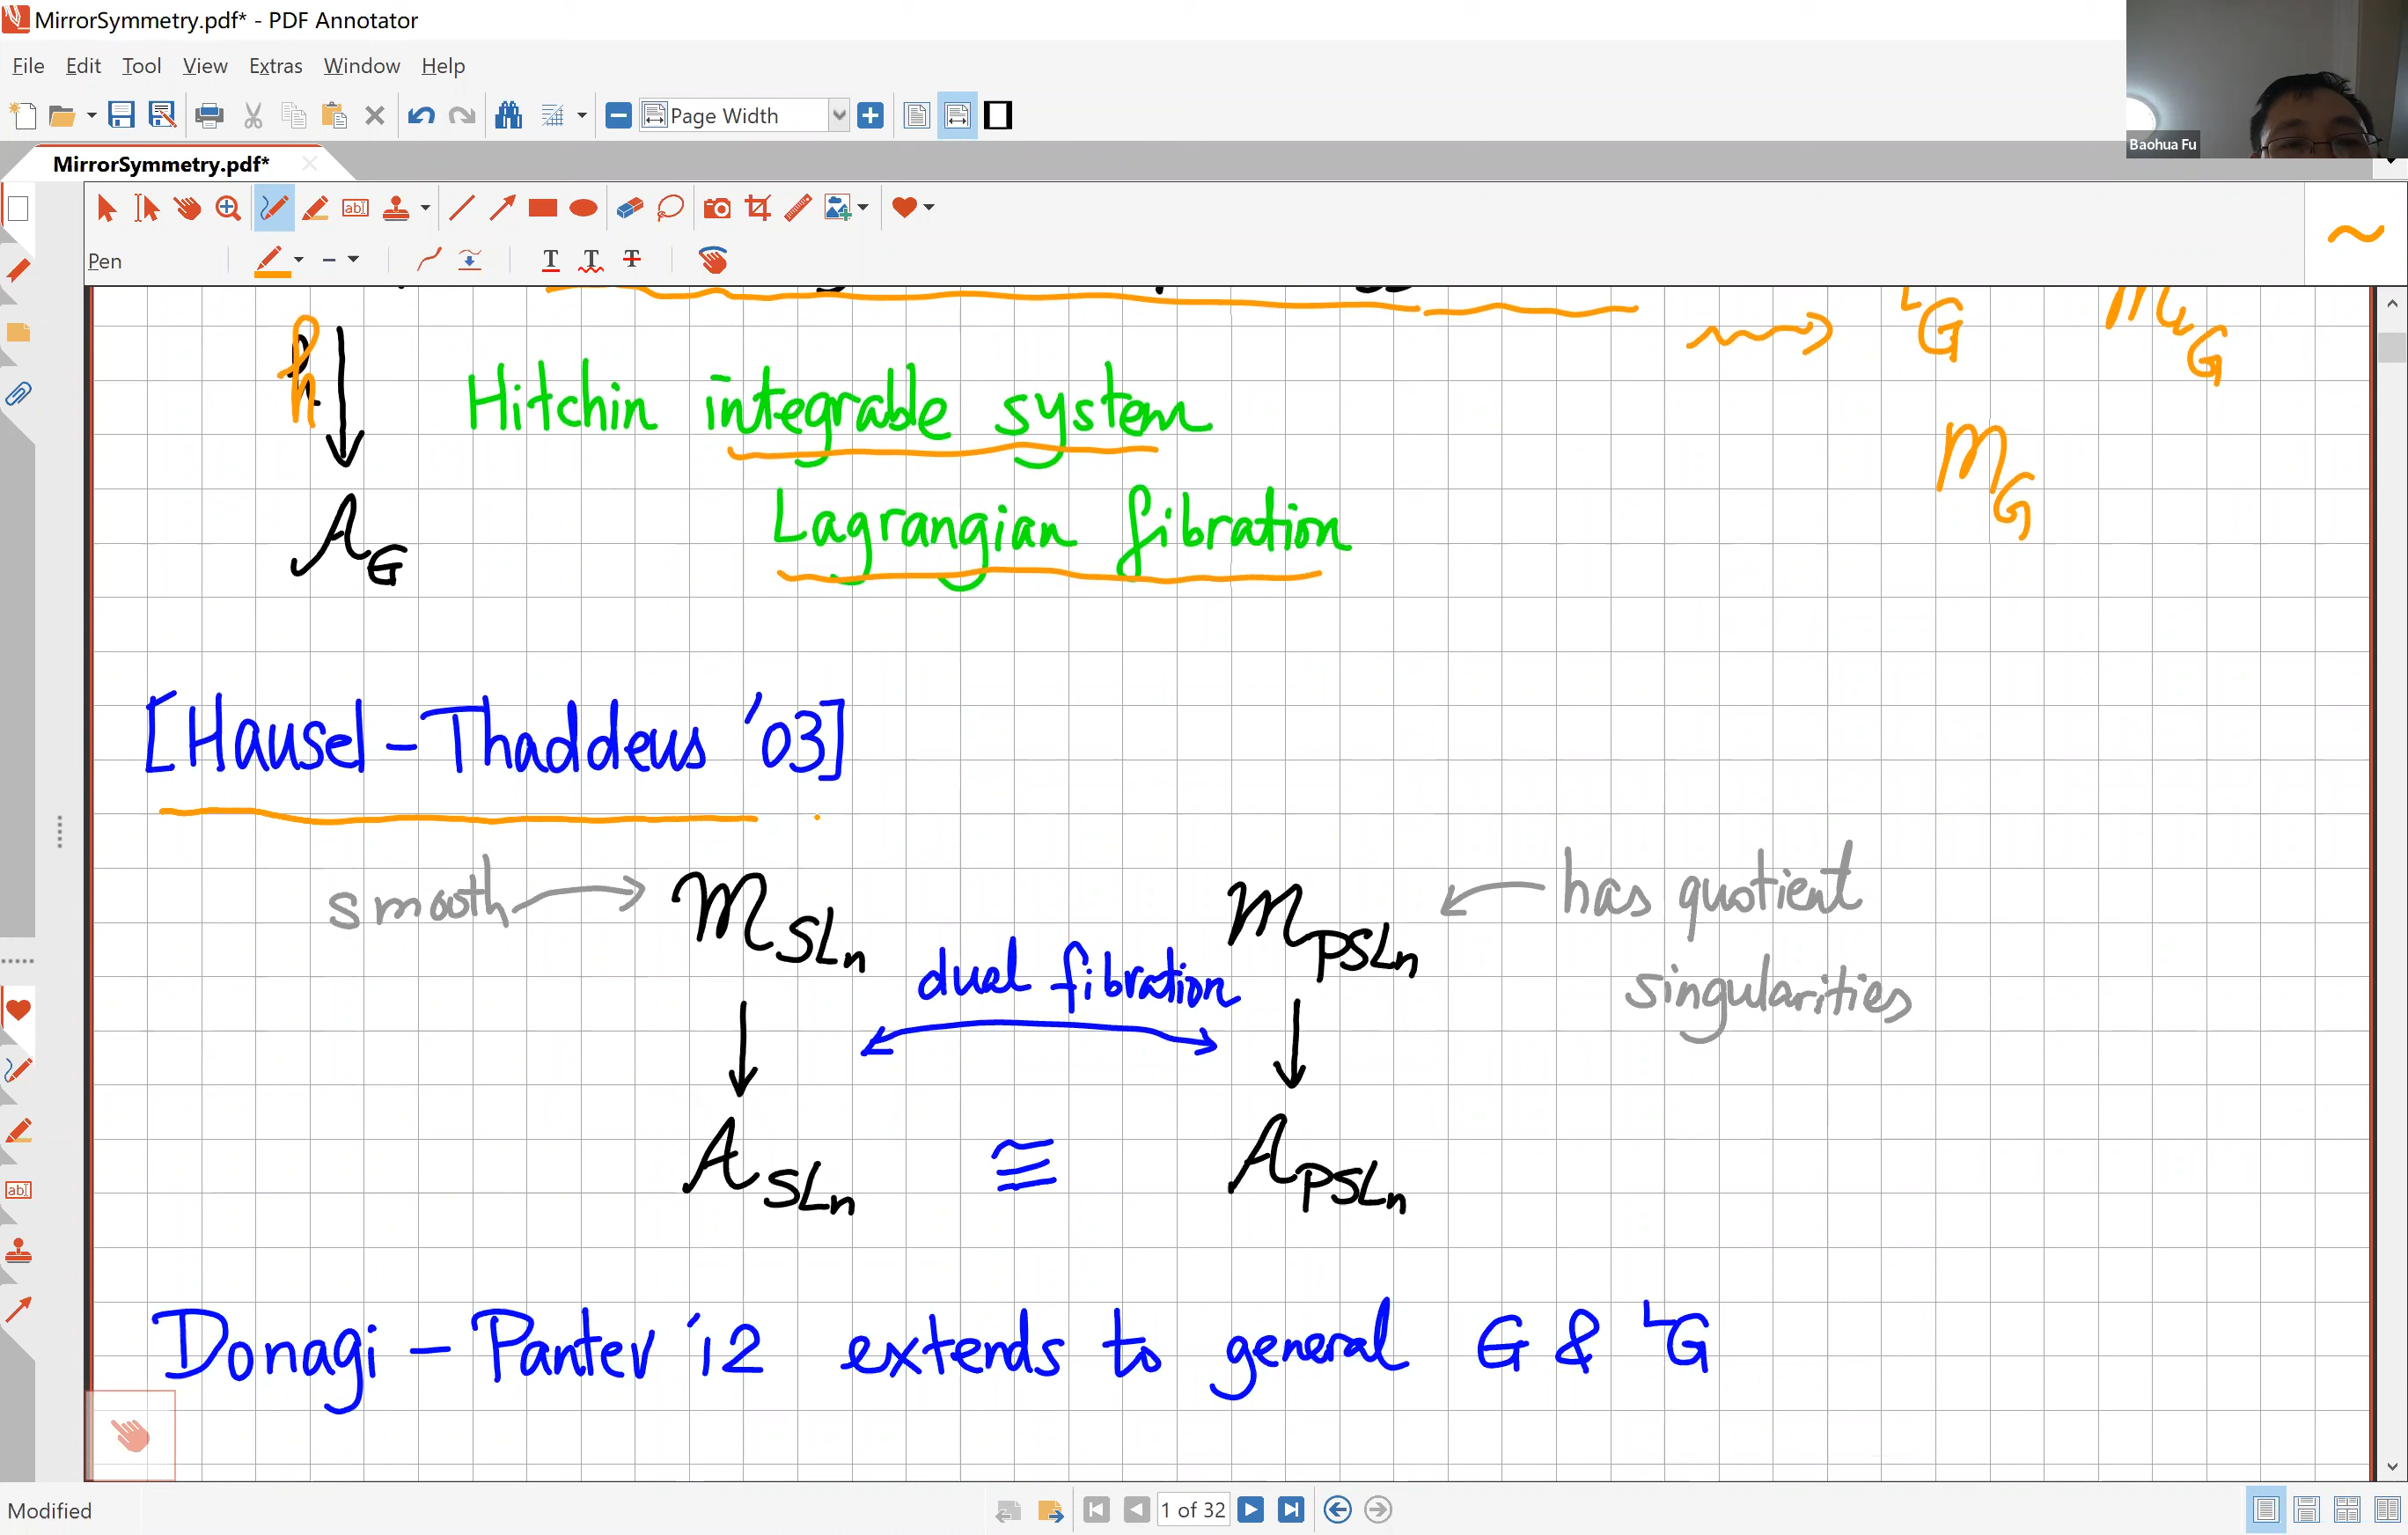 MirrorSymmetry.pdf* - PDF Annotator
File Edit Tool View Extras Window Help
Page Width
MirrorSymmetry.pdf*
Baohua Fu
Pen
h
Hitchin integrable system
ᴸG
M_G
Lagrangian fibration
𝒜_G
[Hausel-Thaddeus '03]
smooth → M_SLn M_PSLn ← has quotient
dual fibration singularities
𝒜_SLn ≅ 𝒜_PSLn
Donagi - Panter '12 extends to general G & ᴸG
Modified
1 of 32